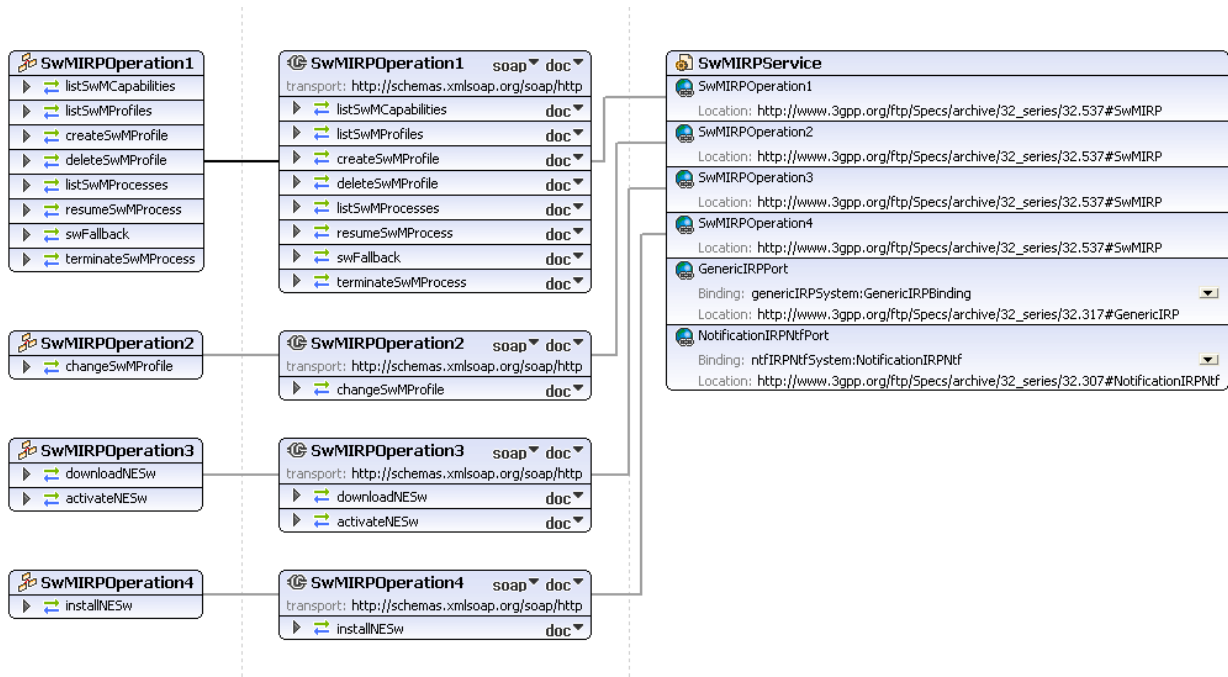 SwMIRPOperation1
listSwMCapabilities
listSwMProfiles
createSwMProfile
deleteSwMProfile
listSwMProcesses
resumeSwMProcess
swFallback
terminateSwMProcess
SwMIRPOperation2
changeSwMProfile
SwMIRPOperation3
downloadNESw
activateNESw
SwMIRPOperation4
installNESw
SwMIRPOperation1 soap doc
transport: http://schemas.xmlsoap.org/soap/http
listSwMCapabilities doc
listSwMProfiles doc
createSwMProfile doc
deleteSwMProfile doc
listSwMProcesses doc
resumeSwMProcess doc
swFallback doc
terminateSwMProcess doc
SwMIRPOperation2 soap doc
transport: http://schemas.xmlsoap.org/soap/http
changeSwMProfile doc
SwMIRPOperation3 soap doc
transport: http://schemas.xmlsoap.org/soap/http
downloadNESw doc
activateNESw doc
SwMIRPOperation4 soap doc
transport: http://schemas.xmlsoap.org/soap/http
installNESw doc
SwMIRPService
SwMIRPOperation1
Location: http://www.3gpp.org/ftp/Specs/archive/32_series/32.537#SwMIRP
SwMIRPOperation2
Location: http://www.3gpp.org/ftp/Specs/archive/32_series/32.537#SwMIRP
SwMIRPOperation3
Location: http://www.3gpp.org/ftp/Specs/archive/32_series/32.537#SwMIRP
SwMIRPOperation4
Location: http://www.3gpp.org/ftp/Specs/archive/32_series/32.537#SwMIRP
GenericIRPPort
Binding: genericIRPSystem:GenericIRPBinding
Location: http://www.3gpp.org/ftp/Specs/archive/32_series/32.317#GenericIRP
NotificationIRPNtfPort
Binding: ntfIRPNtfSystem:NotificationIRPNtf
Location: http://www.3gpp.org/ftp/Specs/archive/32_series/32.307#NotificationIRPNtf